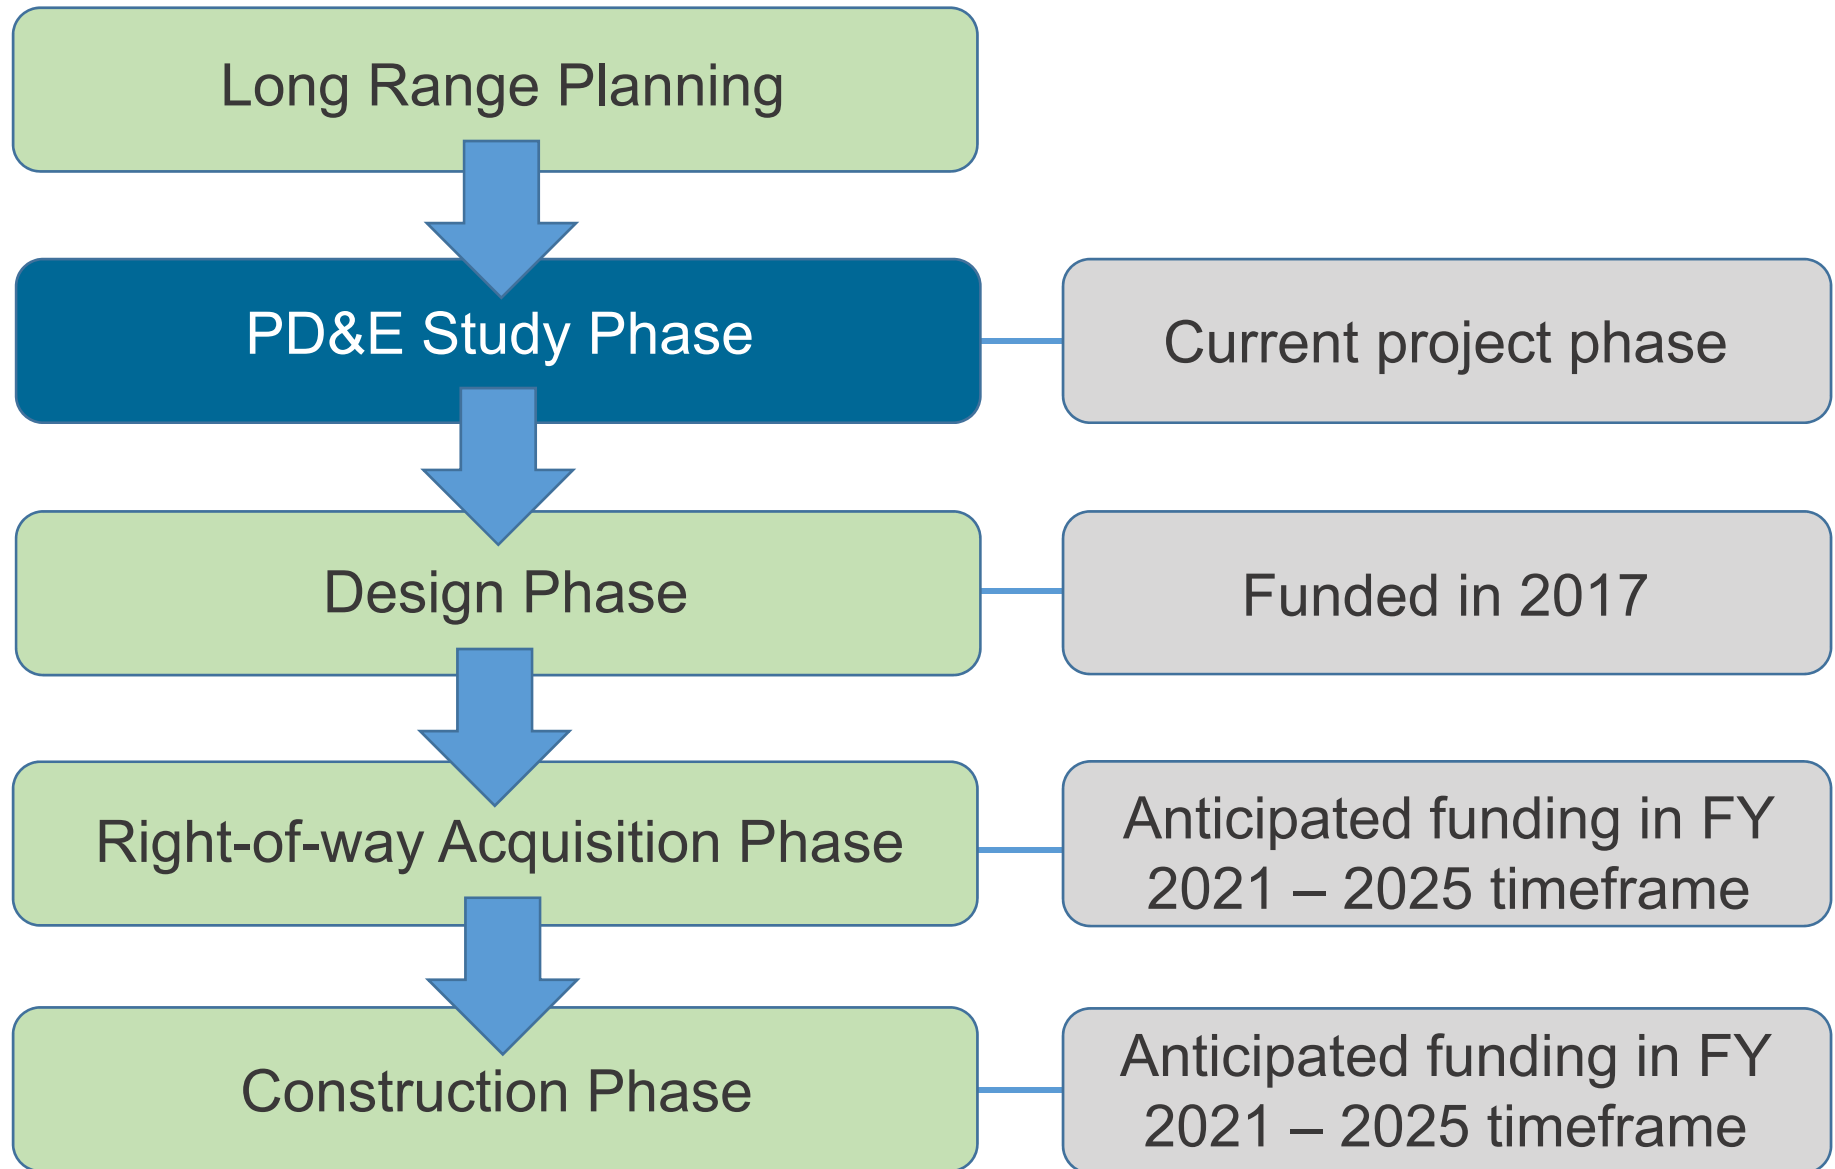 Long Range Planning
PD&E Study Phase
Current project phase
Design Phase
Funded in 2017
Right-of-way Acquisition Phase
Anticipated funding in FY
2021 – 2025 timeframe
Construction Phase
Anticipated funding in FY
2021 – 2025 timeframe